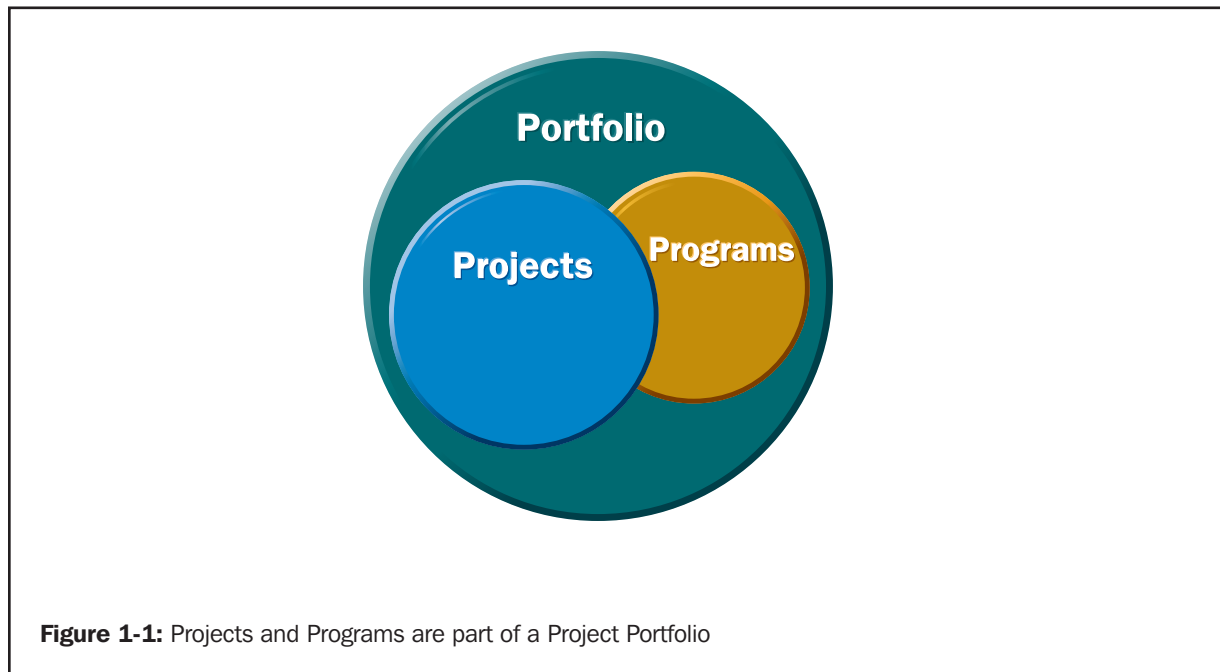 Portfolio
Projects
Programs
Figure 1-1: Projects and Programs are part of a Project Portfolio